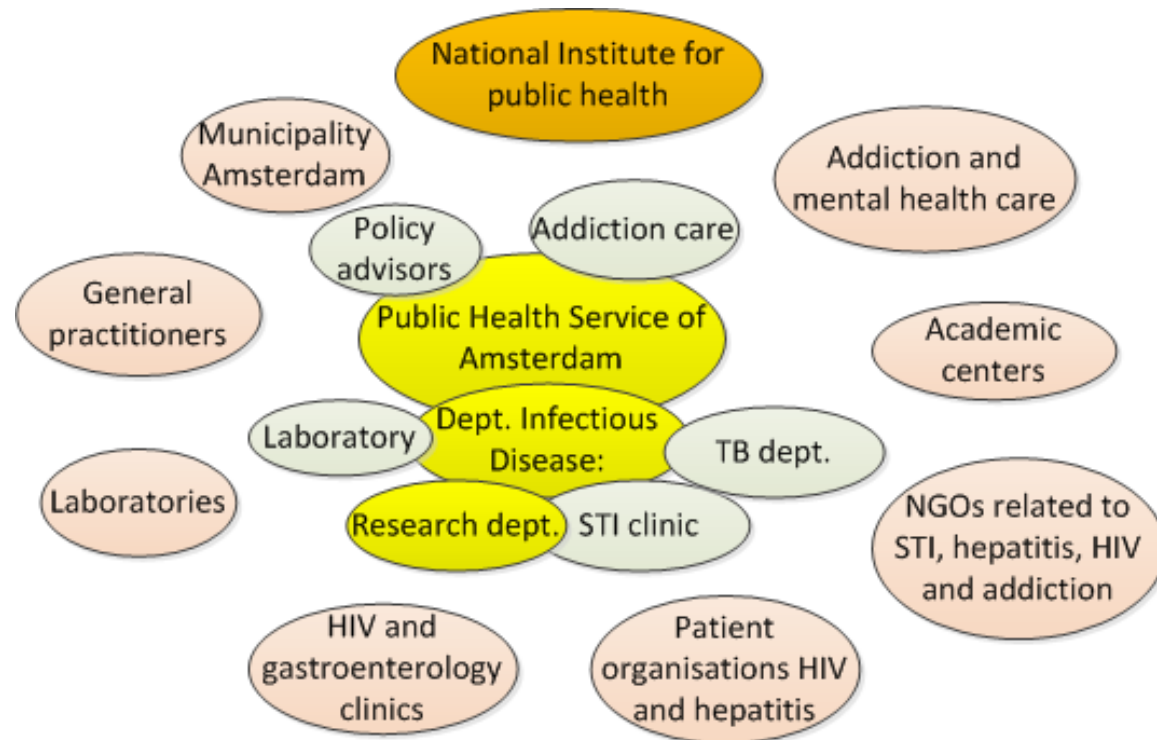 National Institute for
public health
Municipality
Amsterdam
Addiction and
mental health care
Policy
advisors
Addiction care
General
practitioners
Public Health Service of
Amsterdam
Academic
centers
Laboratory
Dept. Infectious
Disease:
TB dept.
Laboratories
Research dept.
STI clinic
NGOs related to
STI, hepatitis, HIV
and addiction
HIV and
gastroenterology
clinics
Patient
organisations HIV
and hepatitis